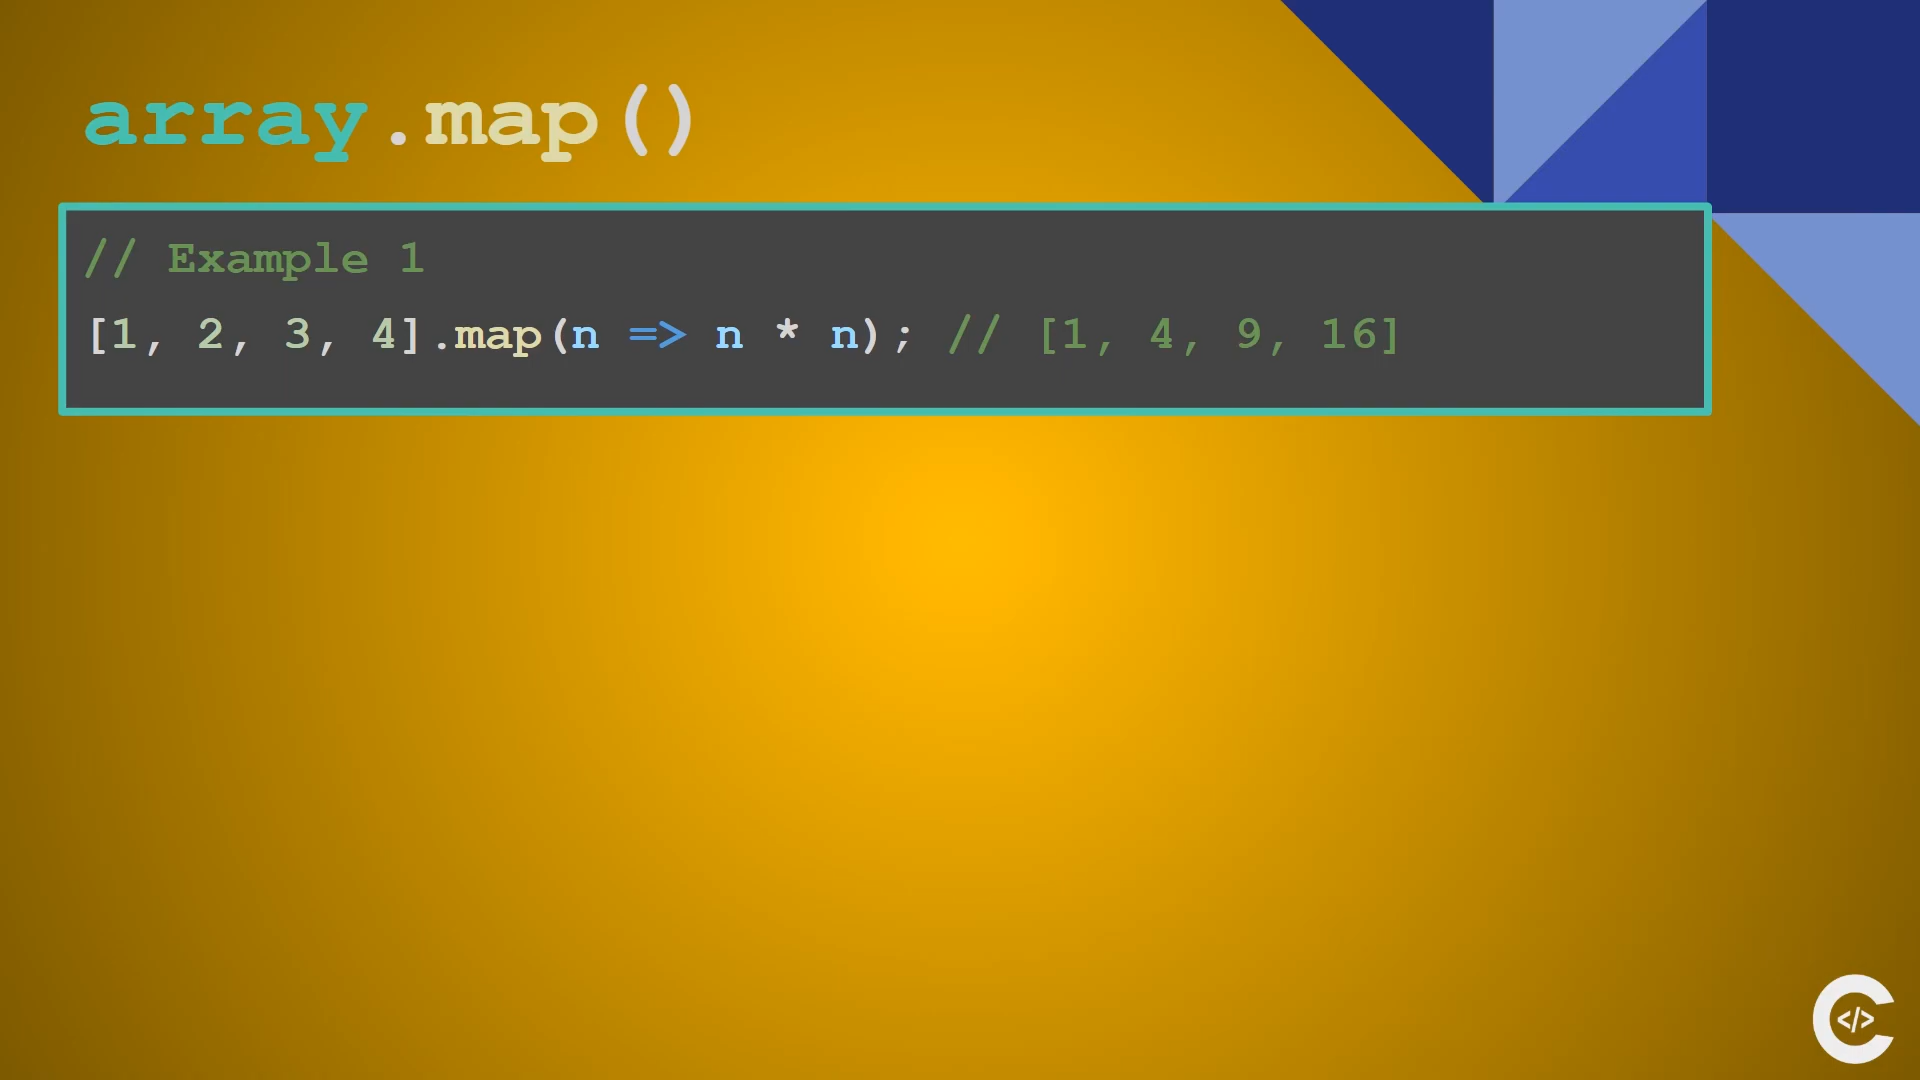 array.map()
// Example 1
[1, 2, 3, 4].map(n => n * n); // [1, 4, 9, 16]
</>